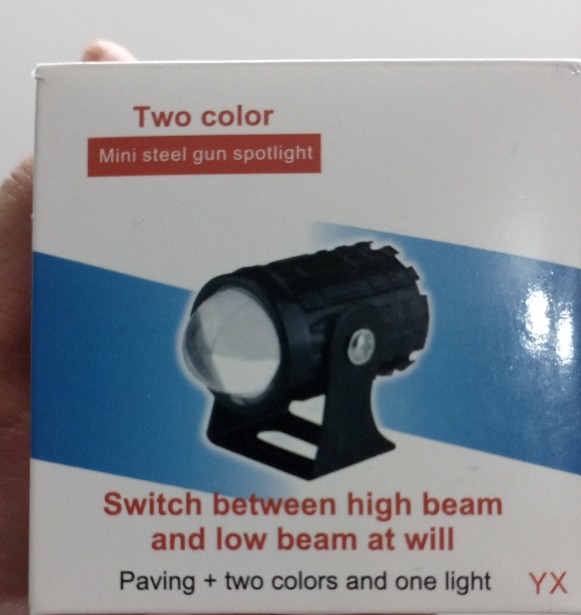 Two color
Mini steel gun spotlight
Switch between high beam
and low beam at will
Paving + two colors and one light
YX